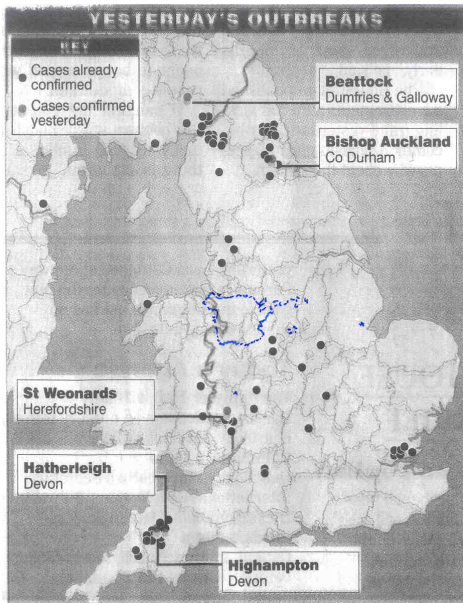 YESTERDAY'S OUTBREAKS
KEY
Cases already
confirmed
Cases confirmed
yesterday
Beattock
Dumfries & Galloway
Bishop Auckland
Co Durham
St Weonards
Herefordshire
Hatherleigh
Devon
Highampton
Devon